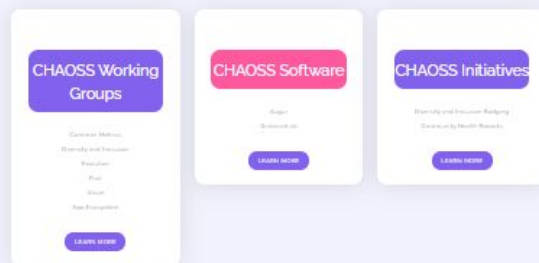 CHAOSS Working
Groups
Common Metrics
Diversity and Inclusion
Evolution
Risk
Value
App Ecosystem
LEARN MORE
CHAOSS Software
Augur
GrimoireLab
LEARN MORE
CHAOSS Initiatives
Diversity and Inclusion Badging
Community Health Reports
LEARN MORE